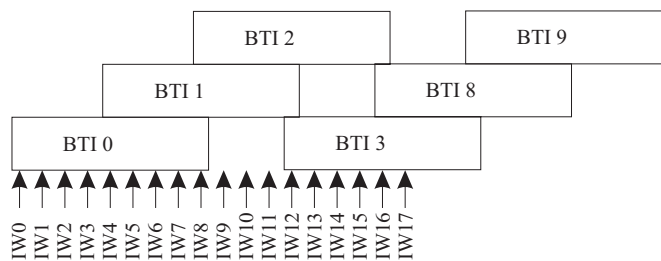 BTI 2
BTI 9
BTI 1
BTI 8
BTI 0
BTI 3
IW0
IW1
IW2
IW3
IW4
IW5
IW6
IW7
IW8
IW9
IW10
IW11
IW12
IW13
IW14
IW15
IW16
IW17